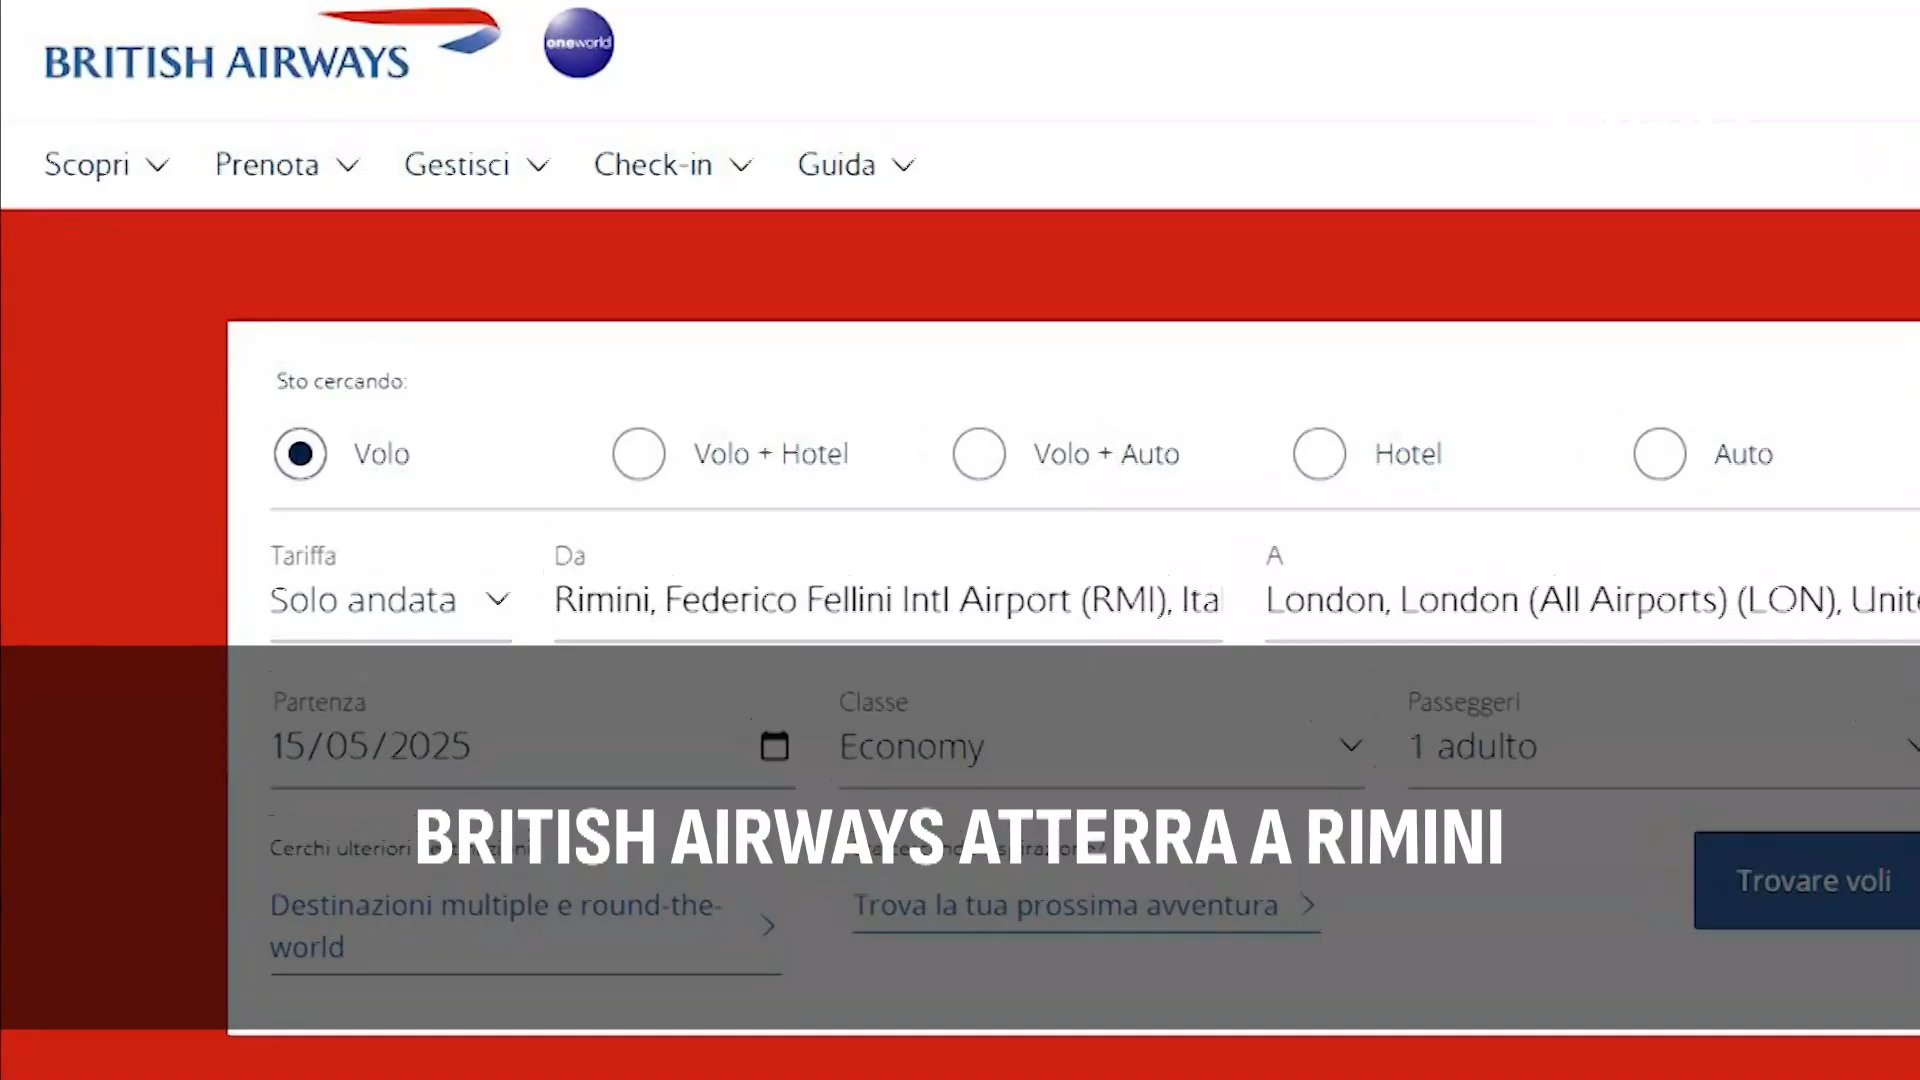 BRITISH AIRWAYS
oneworld
Scopri Prenota Gestisci Check-in Guida
Sto cercando:
Volo Volo + Hotel Volo + Auto Hotel Auto
Tariffa Da A
Solo andata Rimini, Federico Fellini Intl Airport (RMI), Ita London, London (All Airports) (LON), Unite
Partenza Classe Passeggeri
15/05/2025 Economy 1 adulto
BRITISH AIRWAYS ATTERRA A RIMINI
Cerchi ulteriori
Trovare voli
Destinazioni multiple e round-the-
world
Trova la tua prossima avventura